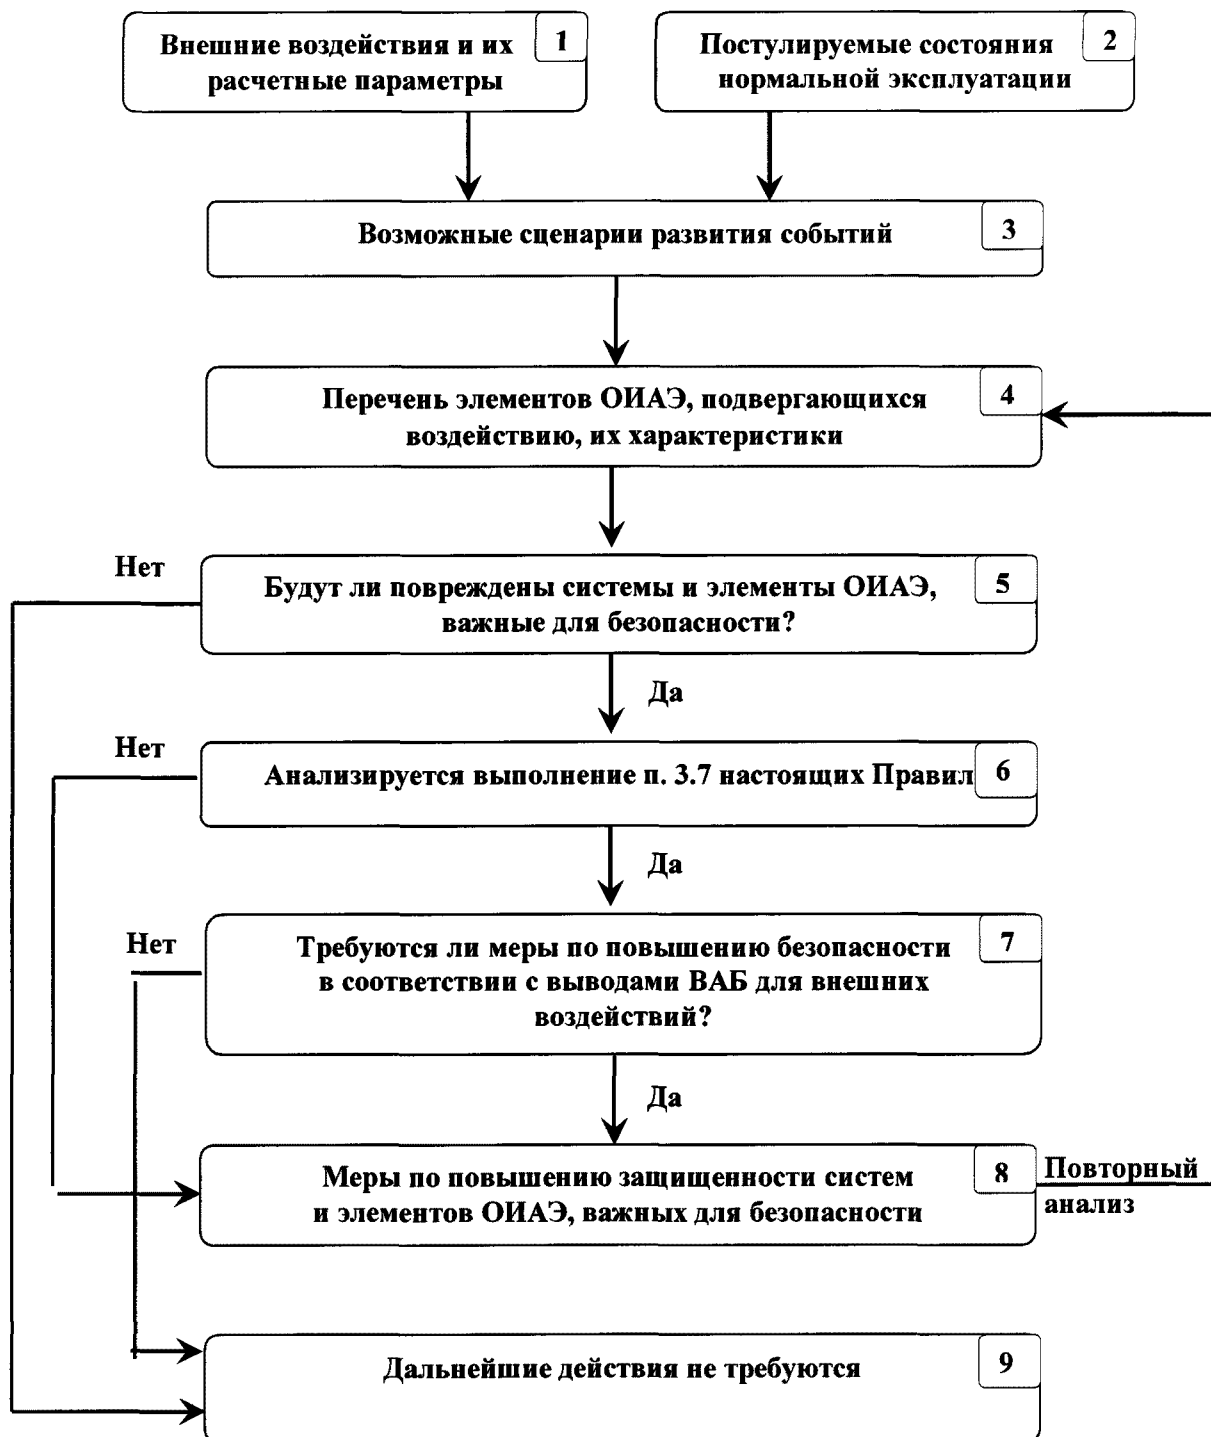 Внешние воздействия и их
расчетные параметры
1
Постулируемые состояния
нормальной эксплуатации
2
Возможные сценарии развития событий
3
Перечень элементов ОИАЭ, подвергающихся
воздействию, их характеристики
4
Нет
Будут ли повреждены системы и элементы ОИАЭ,
важные для безопасности?
5
Да
Нет
Анализируется выполнение п. 3.7 настоящих Правил
6
Да
Нет
Требуются ли меры по повышению безопасности
в соответствии с выводами ВАБ для внешних
воздействий?
7
Да
Меры по повышению защищенности систем
и элементов ОИАЭ, важных для безопасности
8
Повторный
анализ
Дальнейшие действия не требуются
9